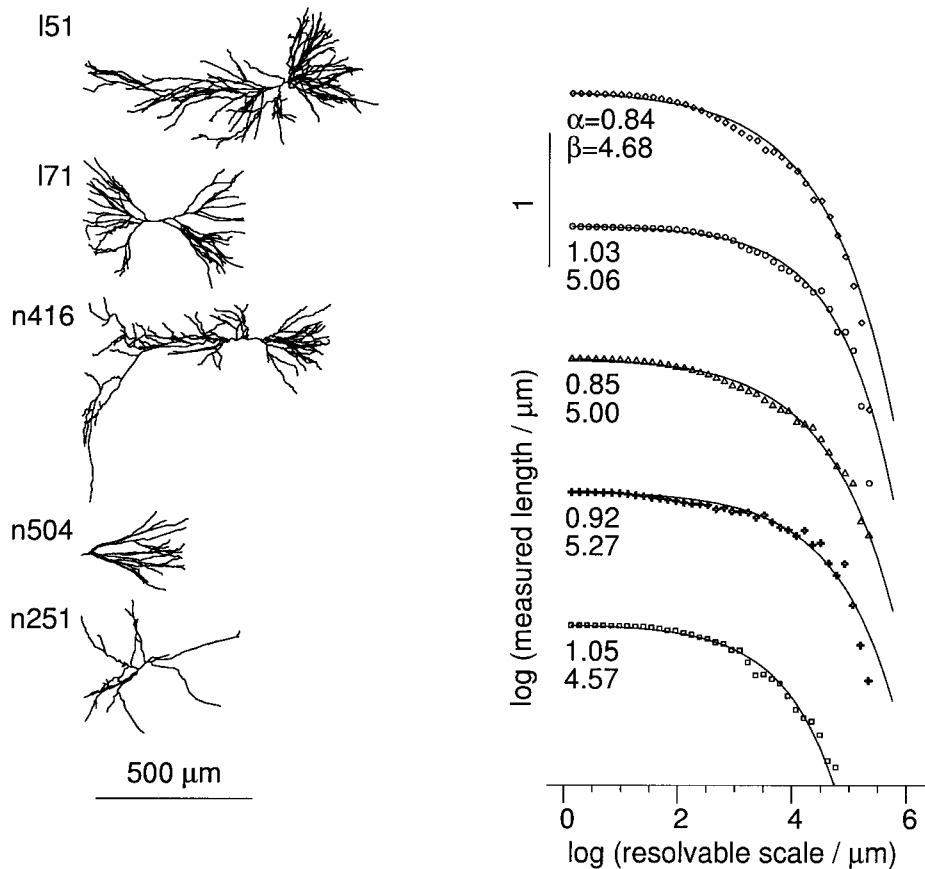 l51
l71
n416
n504
n251
500 μm
α=0.84
β=4.68
1.03
5.06
0.85
5.00
0.92
5.27
1.05
4.57
1
log (measured length / μm)
0 2 4 6
log (resolvable scale / μm)